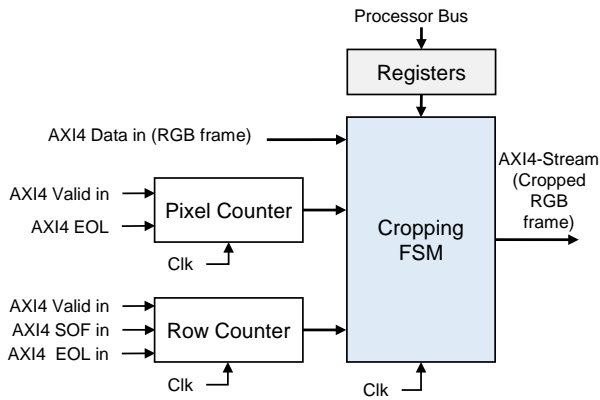 Processor Bus
Registers
AXI4 Data in (RGB frame)
AXI4-Stream
(Cropped
RGB
frame)
AXI4 Valid in
AXI4 EOL
Pixel Counter
Clk
Cropping
FSM
AXI4 Valid in
AXI4 SOF in
AXI4  EOL in
Row Counter
Clk
Clk